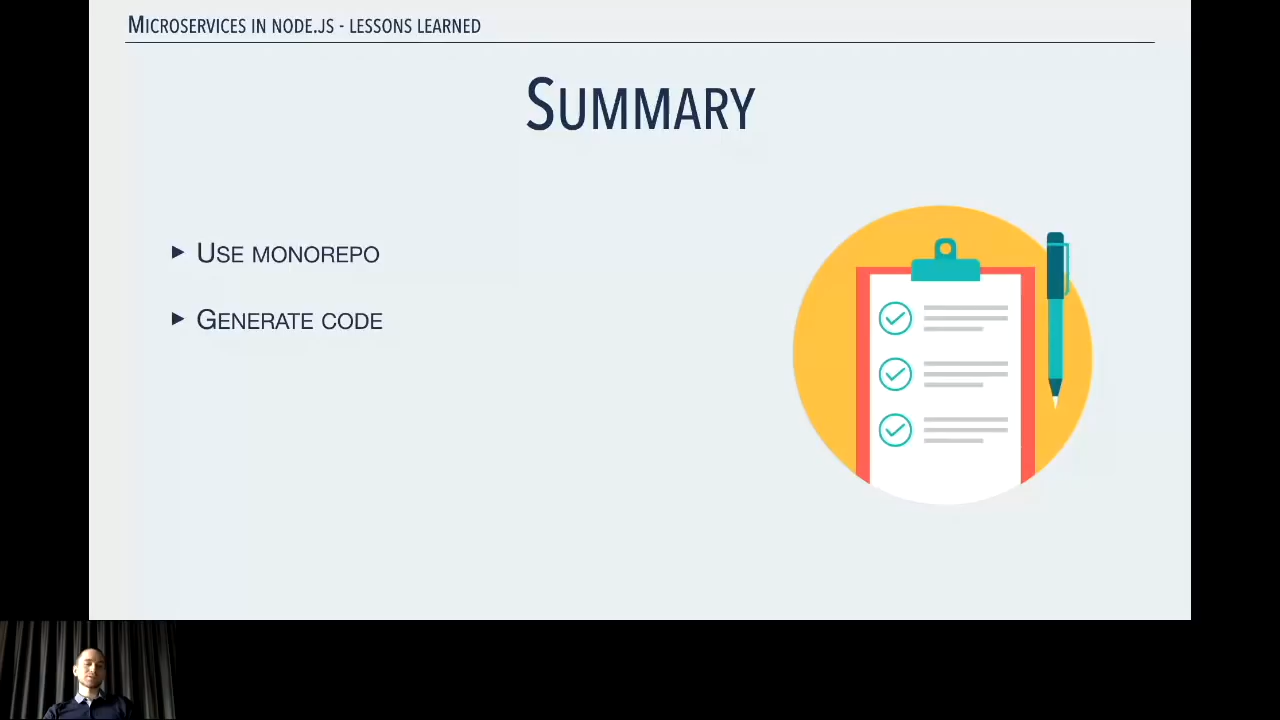 MICROSERVICES IN NODE.JS - LESSONS LEARNED
SUMMARY
▶ USE MONOREPO
▶ GENERATE CODE